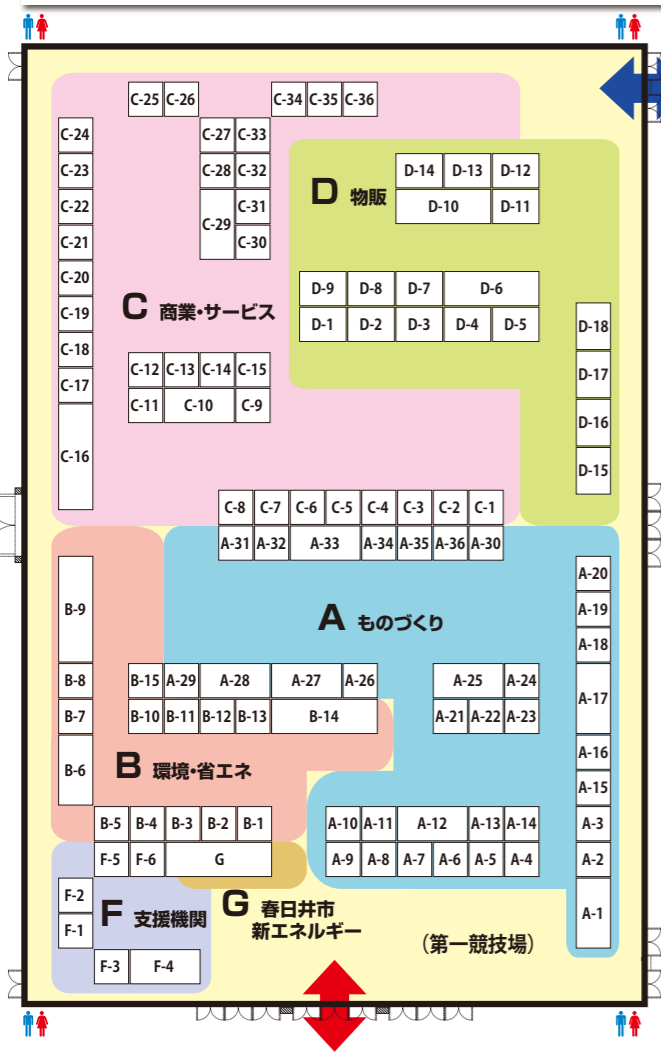 C-25 C-26 C-34 C-35 C-36
C-24 C-27 C-33
C-23 C-28 C-32
D-14 D-13 D-12
D 物販
C-22 C-29 C-31
D-10 D-11
C-21 C-30
C-20
D-9 D-8 D-7 D-6
C-19
C 商業・サービス
D-1 D-2 D-3 D-4 D-5
D-18
C-18
C-17 C-12 C-13 C-14 C-15
D-17
C-16 C-11 C-10 C-9
D-16
D-15
C-8 C-7 C-6 C-5 C-4 C-3 C-2 C-1
A-31 A-32 A-33 A-34 A-35 A-36 A-30
A-20
B-9
A-19
A ものづくり
A-18
B-8 B-15 A-29 A-28 A-27 A-26 A-25 A-24
A-17
B-7 B-10 B-11 B-12 B-13 B-14 A-21 A-22 A-23
A-16
B 環境・省エネ
B-6
A-15
B-5 B-4 B-3 B-2 B-1 A-10 A-11 A-12 A-13 A-14 A-3
F-5 F-6 G A-9 A-8 A-7 A-6 A-5 A-4 A-2
F-2
F 支援機関
G 春日井市
新エネルギー
A-1
F-1
(第一競技場)
F-3 F-4